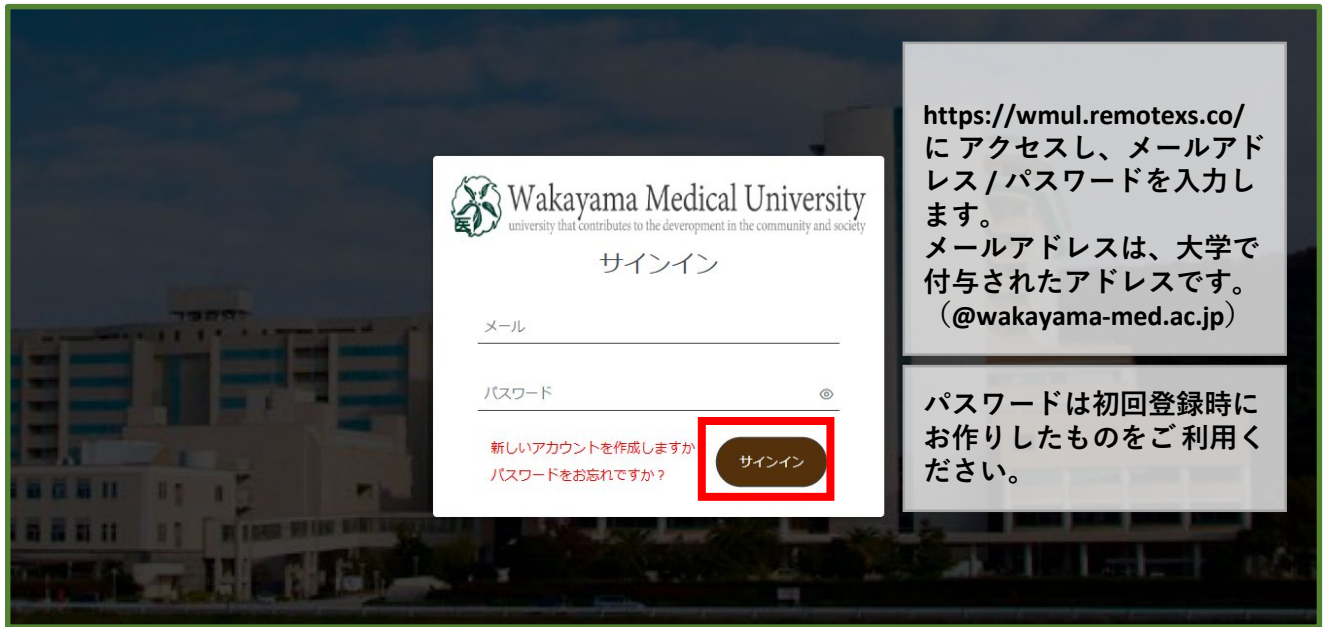 Wakayama Medical University
university that contributes to the deveropment in the community and society
医
サインイン
メール
パスワード
新しいアカウントを作成しますか
パスワードをお忘れですか？
サインイン
https://wmul.remotexs.co/
に アクセスし、メールアド
レス / パスワードを入力し
ます。
メールアドレスは、大学で
付与されたアドレスです。
（@wakayama-med.ac.jp）
パスワードは初回登録時に
お作りしたものをご 利用く
ださい。